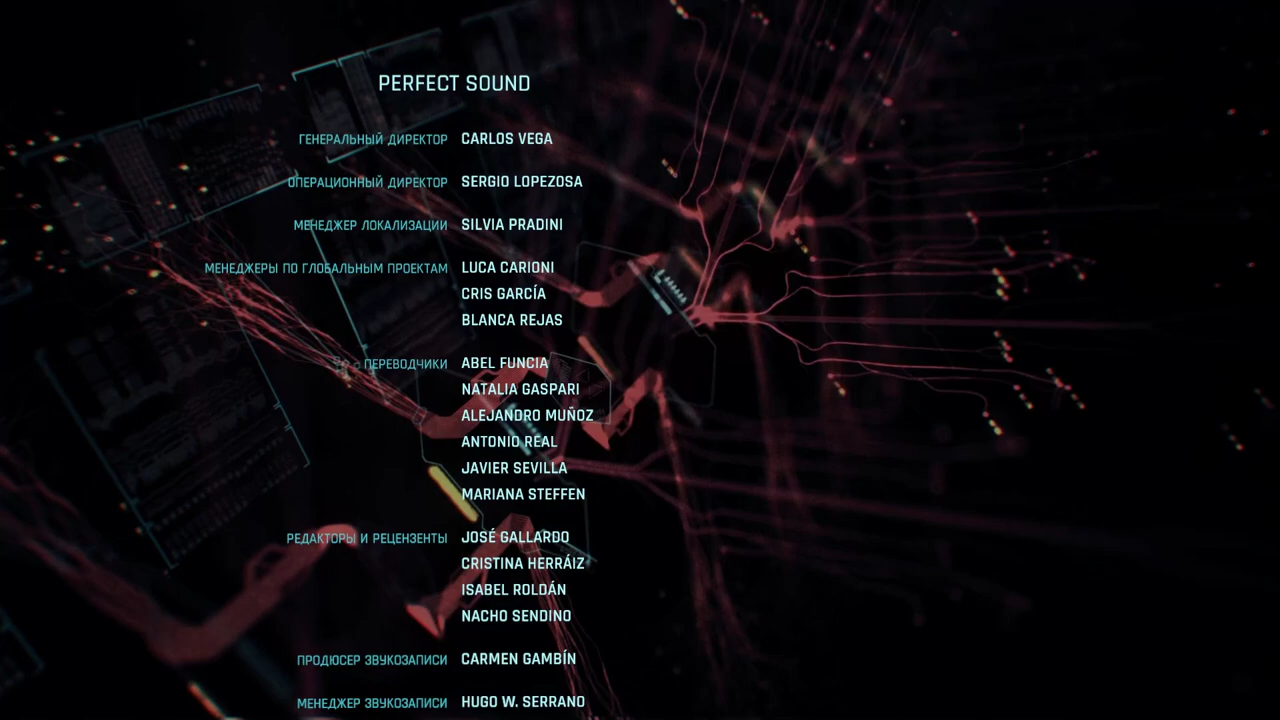 PERFECT SOUND
ГЕНЕРАЛЬНЫЙ ДИРЕКТОР CARLOS VEGA
ОПЕРАЦИОННЫЙ ДИРЕКТОР SERGIO LOPEZOSA
МЕНЕДЖЕР ЛОКАЛИЗАЦИИ SILVIA PRADINI
МЕНЕДЖЕРЫ ПО ГЛОБАЛЬНЫМ ПРОЕКТАМ LUCA CARIONI
CRIS GARCÍA
BLANCA REJAS
ПЕРЕВОДЧИКИ ABEL FUNCIA
NATALIA GASPARI
ALEJANDRO MUÑOZ
ANTONIO REAL
JAVIER SEVILLA
MARIANA STEFFEN
РЕДАКТОРЫ И РЕЦЕНЗЕНТЫ JOSÉ GALLARDO
CRISTINA HERRÁIZ
ISABEL ROLDÁN
NACHO SENDINO
ПРОДЮСЕР ЗВУКОЗАПИСИ CARMEN GAMBÍN
МЕНЕДЖЕР ЗВУКОЗАПИСИ HUGO W. SERRANO